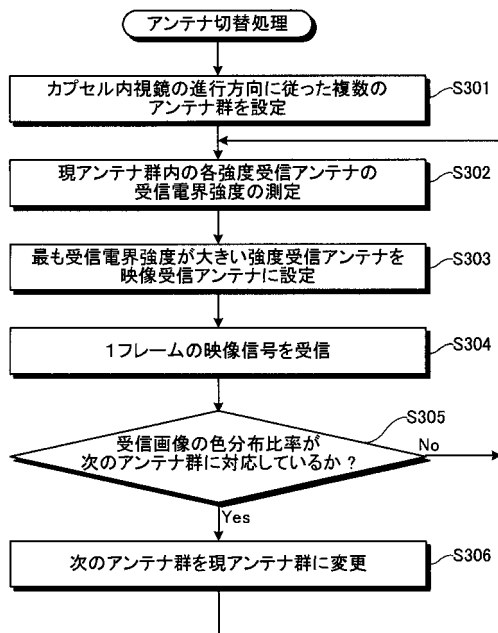 アンテナ切替処理
カプセル内視鏡の進行方向に従った複数の
アンテナ群を設定
S301
現アンテナ群内の各強度受信アンテナの
受信電界強度の測定
S302
最も受信電界強度が大きい強度受信アンテナを
映像受信アンテナに設定
S303
1フレームの映像信号を受信
S304
S305
受信画像の色分布比率が
次のアンテナ群に対応しているか?
No
Yes
次のアンテナ群を現アンテナ群に変更
S306